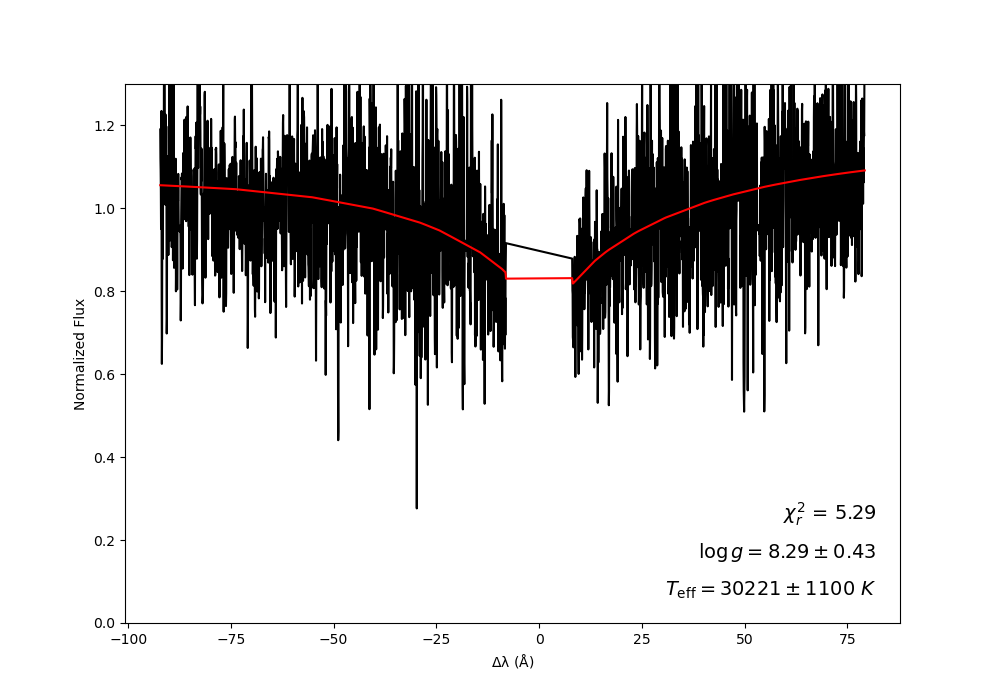 1.2
1.0
0.8
0.6
0.4
0.2
0.0
Normalized Flux
χ²ᵣ = 5.29
log g = 8.29 ± 0.43
T_eff = 30221 ± 1100 K
−100 −75 −50 −25 0 25 50 75
Δλ (Å)